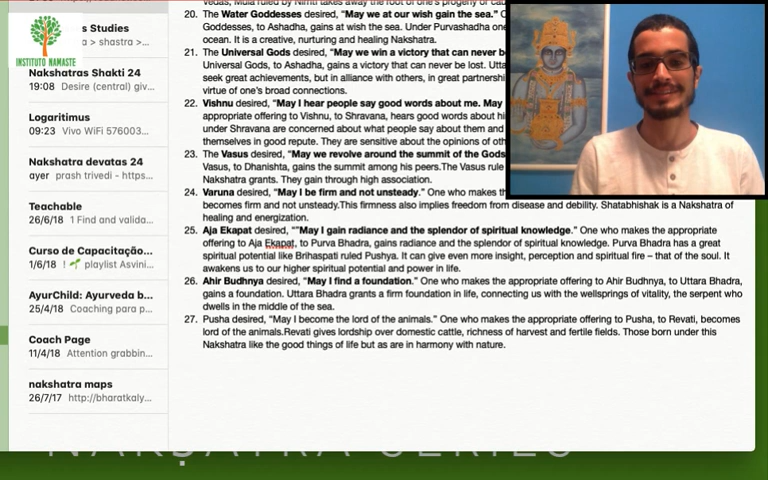 s Studies
a > shastra >...
INSTITUTO NAMASTE
Nakshatras Shakti 24
19:08 Desire (central) giv...
Logaritimus
09:23 Vivo WiFi 576003...
Nakshatra devatas 24
ayer prash trivedi - https...
Teachable
26/6/18 1 Find and valida...
Curso de Capacitação...
1/6/18 ! 🌱 playlist Asvini...
AyurChild: Ayurveda b...
25/4/18 Coaching para p...
Coach Page
11/4/18 Attention grabbin...
nakshatra maps
26/7/17 http://bharatkaly...
20. The Water Goddesses desired, “May we at our wish gain the sea.”
Goddesses, to Ashadha, gains at wish the sea. Under Purvashadha one
ocean. It is a creative, nurturing and healing Nakshatra.
21. The Universal Gods desired, “May we win a victory that can never b
Universal Gods, to Ashadha, gains a victory that can never be lost. Utta
seek great achievements, but in alliance with others, in great partnershi
virtue of one's broad connections.
22. Vishnu desired, “May I hear people say good words about me. May
appropriate offering to Vishnu, to Shravana, hears good words about hi
under Shravana are concerned about what people say about them and
themselves in good repute. They are sensitive about the opinions of oth
23. The Vasus desired, “May we revolve around the summit of the Gods
Vasus, to Dhanishta, gains the summit among his peers.The Vasus rule
Nakshatra grants. They gain through high association.
24. Varuna desired, “May I be firm and not unsteady.” One who makes th
becomes firm and not unsteady.This firmness also implies freedom from disease and debility. Shatabhishak is a Nakshatra of
healing and energization.
25. Aja Ekapat desired, “”May I gain radiance and the splendor of spiritual knowledge.” One who makes the appropriate
offering to Aja Ekapat, to Purva Bhadra, gains radiance and the splendor of spiritual knowledge. Purva Bhadra has a great
spiritual potential like Brihaspati ruled Pushya. It can give even more insight, perception and spiritual fire – that of the soul. It
awakens us to our higher spiritual potential and power in life.
26. Ahir Budhnya desired, “May I find a foundation.” One who makes the appropriate offering to Ahir Budhnya, to Uttara Bhadra,
gains a foundation. Uttara Bhadra grants a firm foundation in life, connecting us with the wellsprings of vitality, the serpent who
dwells in the middle of the sea.
27. Pusha desired, “May I become the lord of the animals.” One who makes the appropriate offering to Pusha, to Revati, becomes
lord of the animals.Revati gives lordship over domestic cattle, richness of harvest and fertile fields. Those born under this
Nakshatra like the good things of life but as are in harmony with nature.